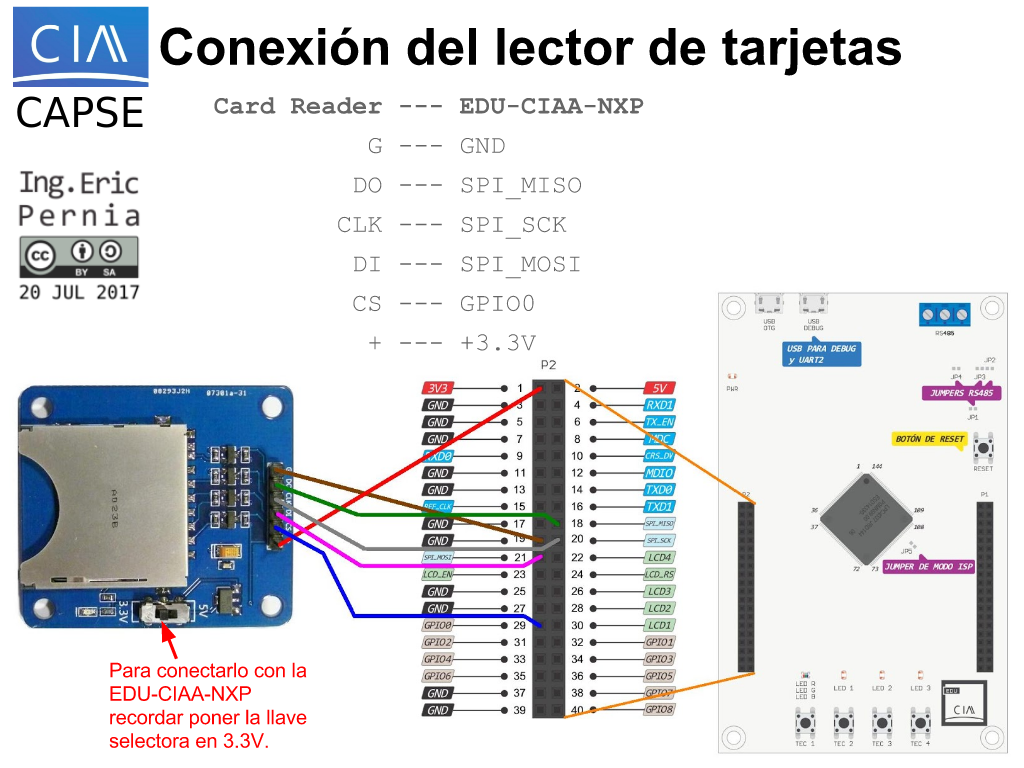 CIAA
CAPSE
Conexión del lector de tarjetas
Card Reader --- EDU-CIAA-NXP
G --- GND
DO --- SPI_MISO
CLK --- SPI_SCK
DI --- SPI_MOSI
CS --- GPIO0
+ --- +3.3V
Ing.Eric
Pernia
cc BY SA
20 JUL 2017
P2
3V3 1 2 5V
GND 3 4 RXD1
GND 5 6 TX_EN
GND 7 8 MDC
RXD0 9 10 CRS_DV
GND 11 12 MDIO
GND 13 14 TXD0
REF_CLK 15 16 TXD1
GND 17 18 SPI_MISO
GND 19 20 SPI_SCK
SPI_MOSI 21 22 LCD4
LCD_EN 23 24 LCD_RS
GND 25 26 LCD3
GND 27 28 LCD2
GPIO0 29 30 LCD1
GPIO2 31 32 GPIO1
GPIO4 33 34 GPIO3
GPIO6 35 36 GPIO5
GND 37 38 GPIO7
GND 39 40 GPIO8
00293J2H 07301a-31
3.3V 5V
Para conectarlo con la
EDU-CIAA-NXP
recordar poner la llave
selectora en 3.3V.
USB
OTG
USB
DEBUG
RS485
USB PARA DEBUG
y UART2
PWR
JP2
JP4 JP3
JUMPERS RS485
JP1
BOTÓN DE RESET
RESET
P2
P1
1 144
36 109
37 108
72 73
JP5
JUMPER DE MODO ISP
LED R
LED G
LED B
LED 1
LED 2
LED 3
TEC 1
TEC 2
TEC 3
TEC 4
EDU
CIAA